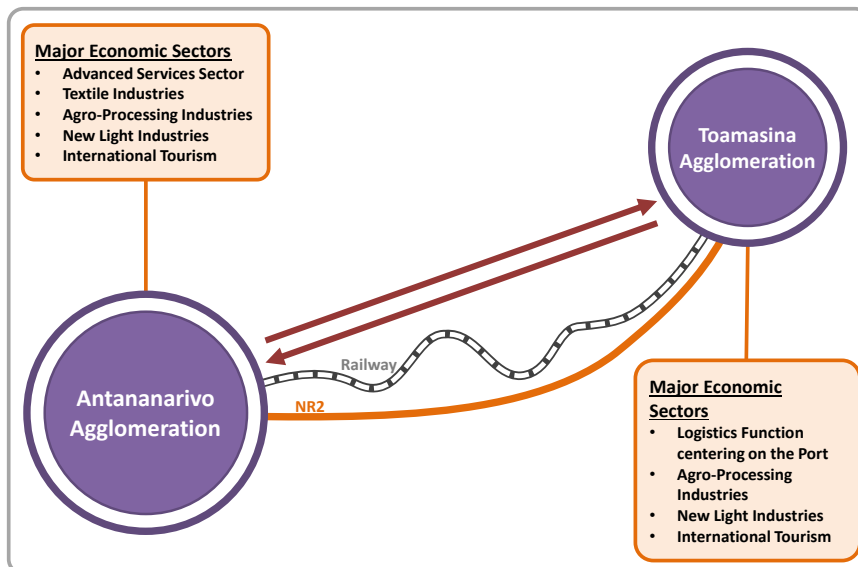 Major Economic Sectors
• Advanced Services Sector
• Textile Industries
• Agro-Processing Industries
• New Light Industries
• International Tourism
Toamasina
Agglomeration
Railway
NR2
Antananarivo
Agglomeration
Major Economic
Sectors
• Logistics Function
centering on the Port
• Agro-Processing
Industries
• New Light Industries
• International Tourism